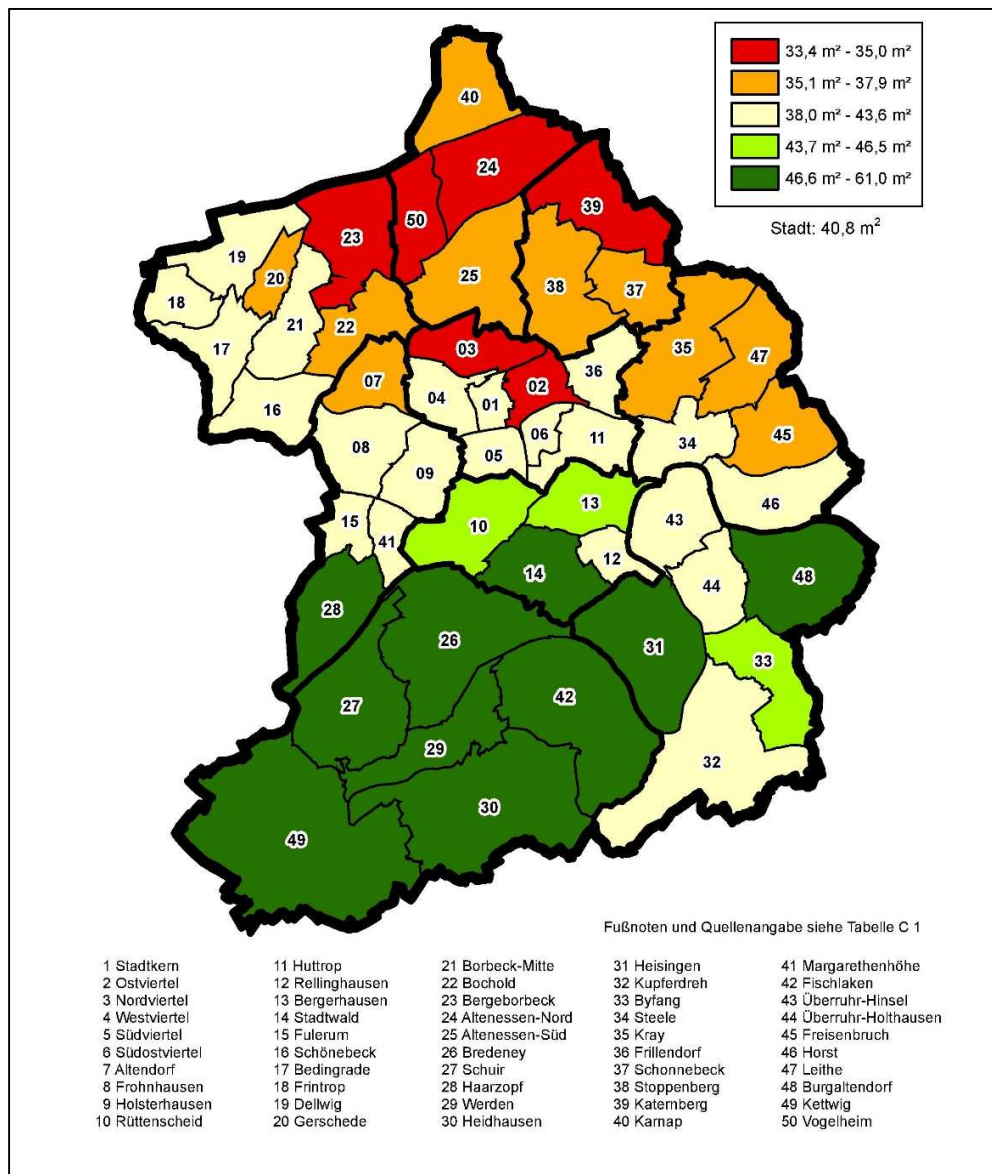 33,4 m² - 35,0 m²
35,1 m² - 37,9 m²
38,0 m² - 43,6 m²
43,7 m² - 46,5 m²
46,6 m² - 61,0 m²
Stadt: 40,8 m²
40
24
39
50
23
19
20
25
38
37
18
21
22
17
03
35
47
36
07
02
04
01
16
34
45
06
11
05
08
09
46
13
43
15
10
41
12
14
44
48
28
31
26
33
27
42
29
32
30
49
Fußnoten und Quellenangabe siehe Tabelle C 1
1 Stadtkern
2 Ostviertel
3 Nordviertel
4 Westviertel
5 Südviertel
6 Südostviertel
7 Altendorf
8 Frohnhausen
9 Holsterhausen
10 Rüttenscheid
11 Huttrop
12 Rellinghausen
13 Bergerhausen
14 Stadtwald
15 Fulerum
16 Schönebeck
17 Bedingrade
18 Frintrop
19 Dellwig
20 Gerschede
21 Borbeck-Mitte
22 Bochold
23 Bergeborbeck
24 Altenessen-Nord
25 Altenessen-Süd
26 Bredeney
27 Schuir
28 Haarzopf
29 Werden
30 Heidhausen
31 Heisingen
32 Kupferdreh
33 Byfang
34 Steele
35 Kray
36 Frillendorf
37 Schonnebeck
38 Stoppenberg
39 Katernberg
40 Karnap
41 Margarethenhöhe
42 Fischlaken
43 Überruhr-Hinsel
44 Überruhr-Holthausen
45 Freisenbruch
46 Horst
47 Leithe
48 Burgaltendorf
49 Kettwig
50 Vogelheim